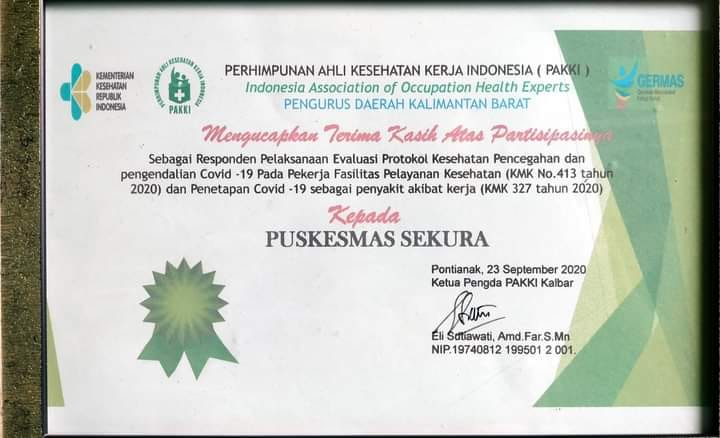 KEMENTERIAN
KESEHATAN
REPUBLIK
INDONESIA
PERHIMPUNAN AHLI KESEHATAN KERJA INDONESIA
PAKKI
PERHIMPUNAN AHLI KESEHATAN KERJA INDONESIA ( PAKKI )
Indonesia Association of Occupation Health Experts
PENGURUS DAERAH KALIMANTAN BARAT
GERMAS
Mengucapkan Terima Kasih Atas Partisipasinya
Sebagai Responden Pelaksanaan Evaluasi Protokol Kesehatan Pencegahan dan
pengendalian Covid -19 Pada Pekerja Fasilitas Pelayanan Kesehatan (KMK No.413 tahun
2020) dan Penetapan Covid -19 sebagai penyakit akibat kerja (KMK 327 tahun 2020)
Kepada
PUSKESMAS SEKURA
Pontianak, 23 September 2020
Ketua Pengda PAKKI Kalbar
Eli Sutiawati, Amd.Far.S.Mn
NIP.19740812 199501 2 001.